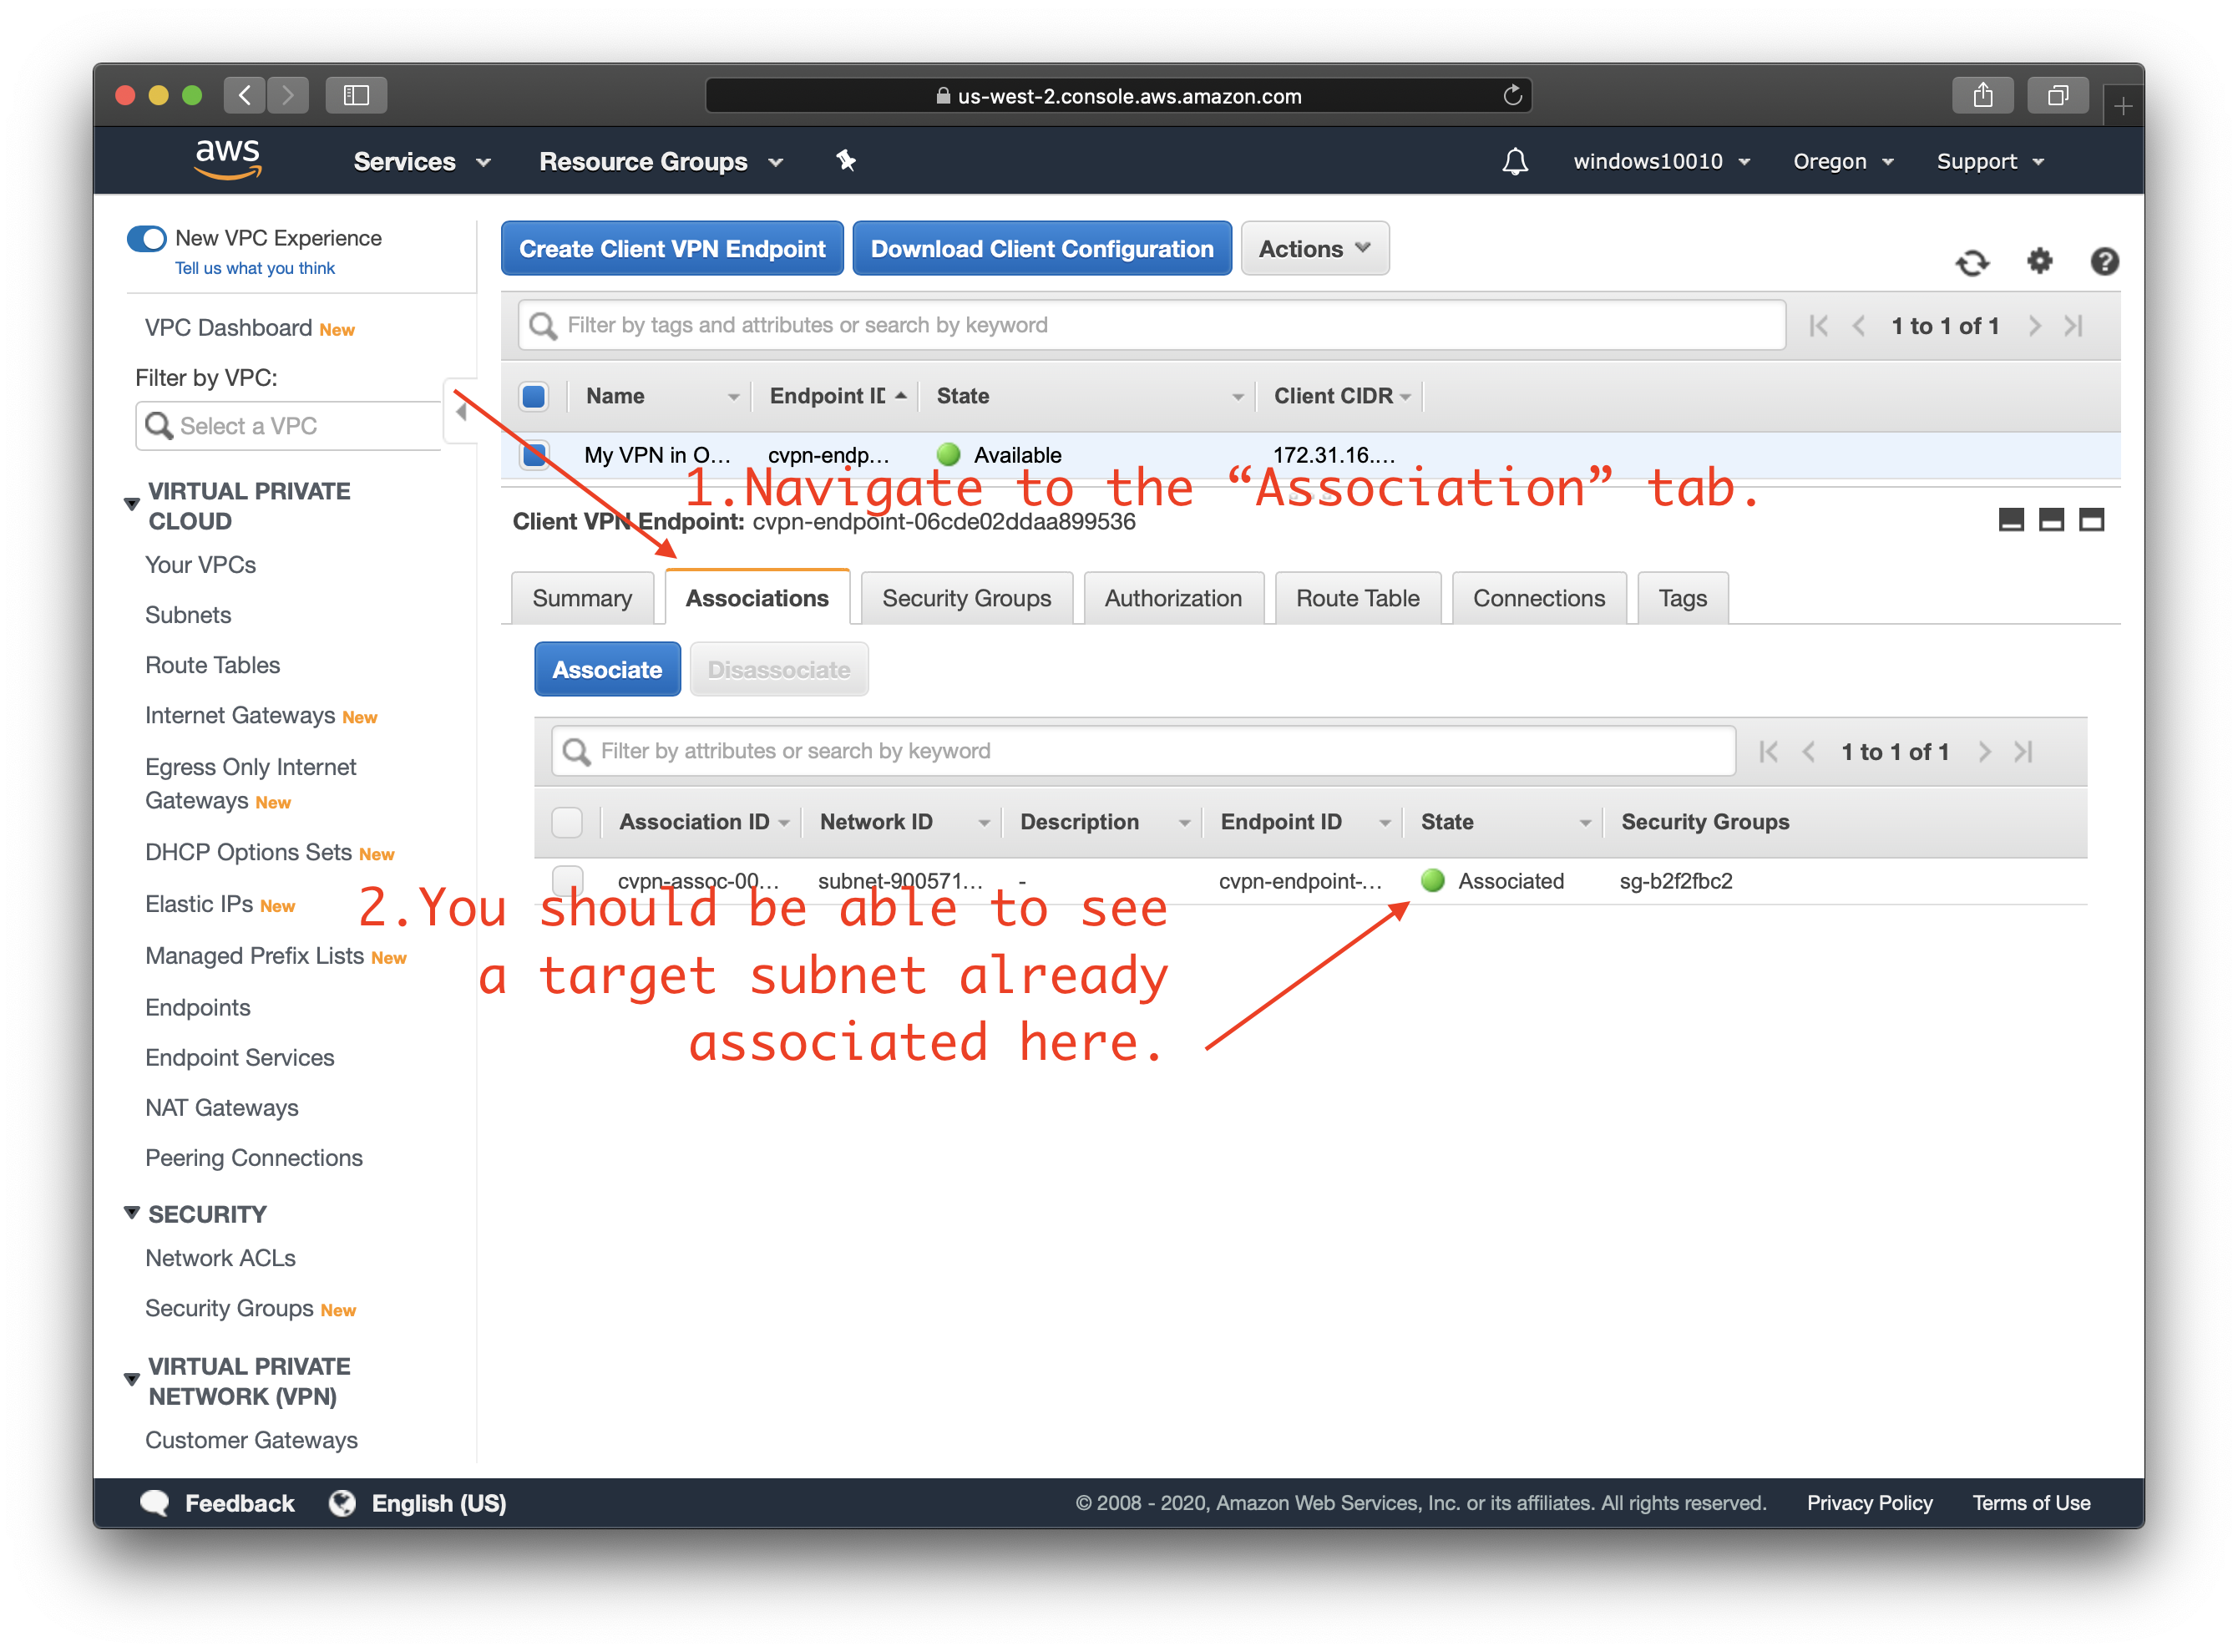 us-west-2.console.aws.amazon.com
aws
Services
Resource Groups
windows10010
Oregon
Support
New VPC Experience
Tell us what you think
VPC Dashboard New
Filter by VPC:
Select a VPC
VIRTUAL PRIVATE
CLOUD
Your VPCs
Subnets
Route Tables
Internet Gateways New
Egress Only Internet
Gateways New
DHCP Options Sets New
Elastic IPs New
Managed Prefix Lists New
Endpoints
Endpoint Services
NAT Gateways
Peering Connections
SECURITY
Network ACLs
Security Groups New
VIRTUAL PRIVATE
NETWORK (VPN)
Customer Gateways
Create Client VPN Endpoint
Download Client Configuration
Actions
Filter by tags and attributes or search by keyword
1 to 1 of 1
Name Endpoint ID State Client CIDR
My VPN in O... cvpn-endp... Available 172.31.16....
1.Navigate to the “Association” tab.
Client VPN Endpoint: cvpn-endpoint-06cde02ddaa899536
Summary Associations Security Groups Authorization Route Table Connections Tags
Associate Disassociate
Filter by attributes or search by keyword
1 to 1 of 1
Association ID Network ID Description Endpoint ID State Security Groups
cvpn-assoc-00... subnet-900571... - cvpn-endpoint-... Associated sg-b2f2fbc2
2.You should be able to see
a target subnet already
associated here.
Feedback
English (US)
© 2008 - 2020, Amazon Web Services, Inc. or its affiliates. All rights reserved.
Privacy Policy
Terms of Use